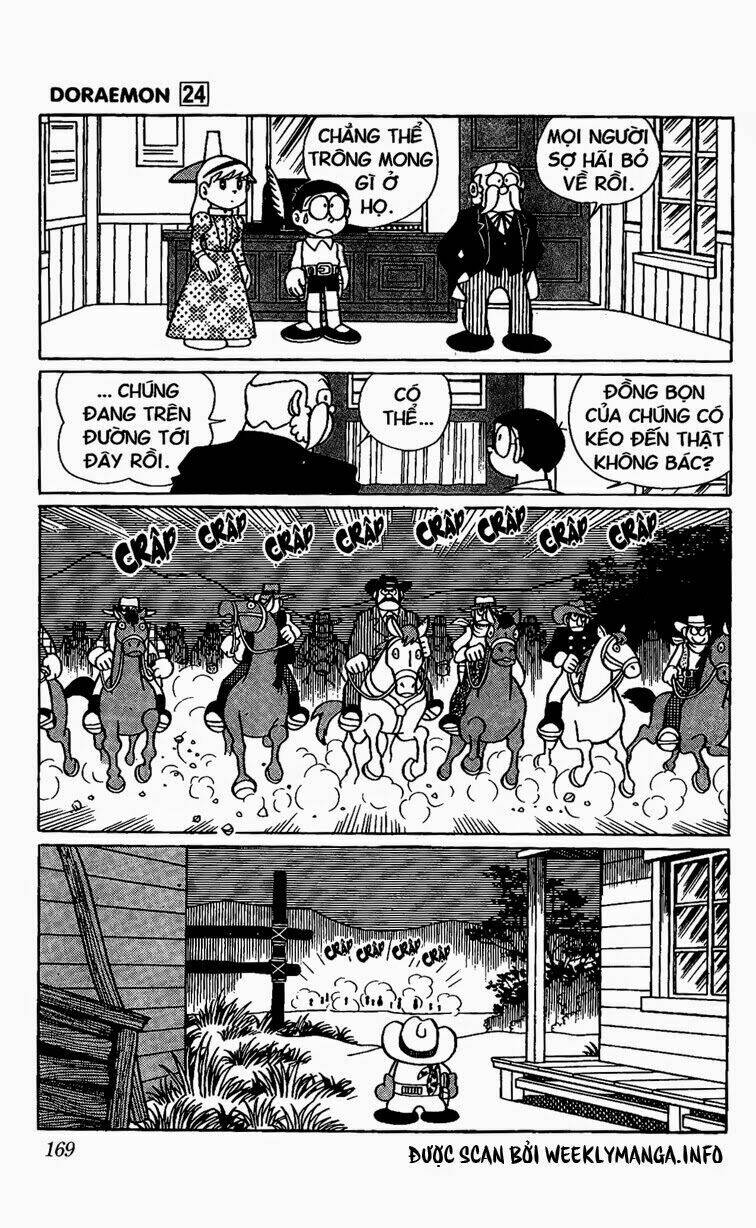 DORAEMON 24
MỌI NGƯỜI
SỢ HÃI BỎ
VỀ RỒI.
CHẲNG THỂ
TRÔNG MONG
GÌ Ở
HỌ.
ĐỒNG BỌN
CỦA CHÚNG CÓ
KÉO ĐẾN THẬT
KHÔNG BÁC?
CÓ
THỂ...
... CHÚNG
ĐANG TRÊN
ĐƯỜNG TỚI
ĐÂY RỒI.
CRẬP CRẬP CRẬP CRẬP CRẬP CRẬP CRẬP CRẬP
CRẬP CRẬP CRẬP CRẬP
169
ĐƯỢC SCAN BỞI WEEKLYMANGA.INFO